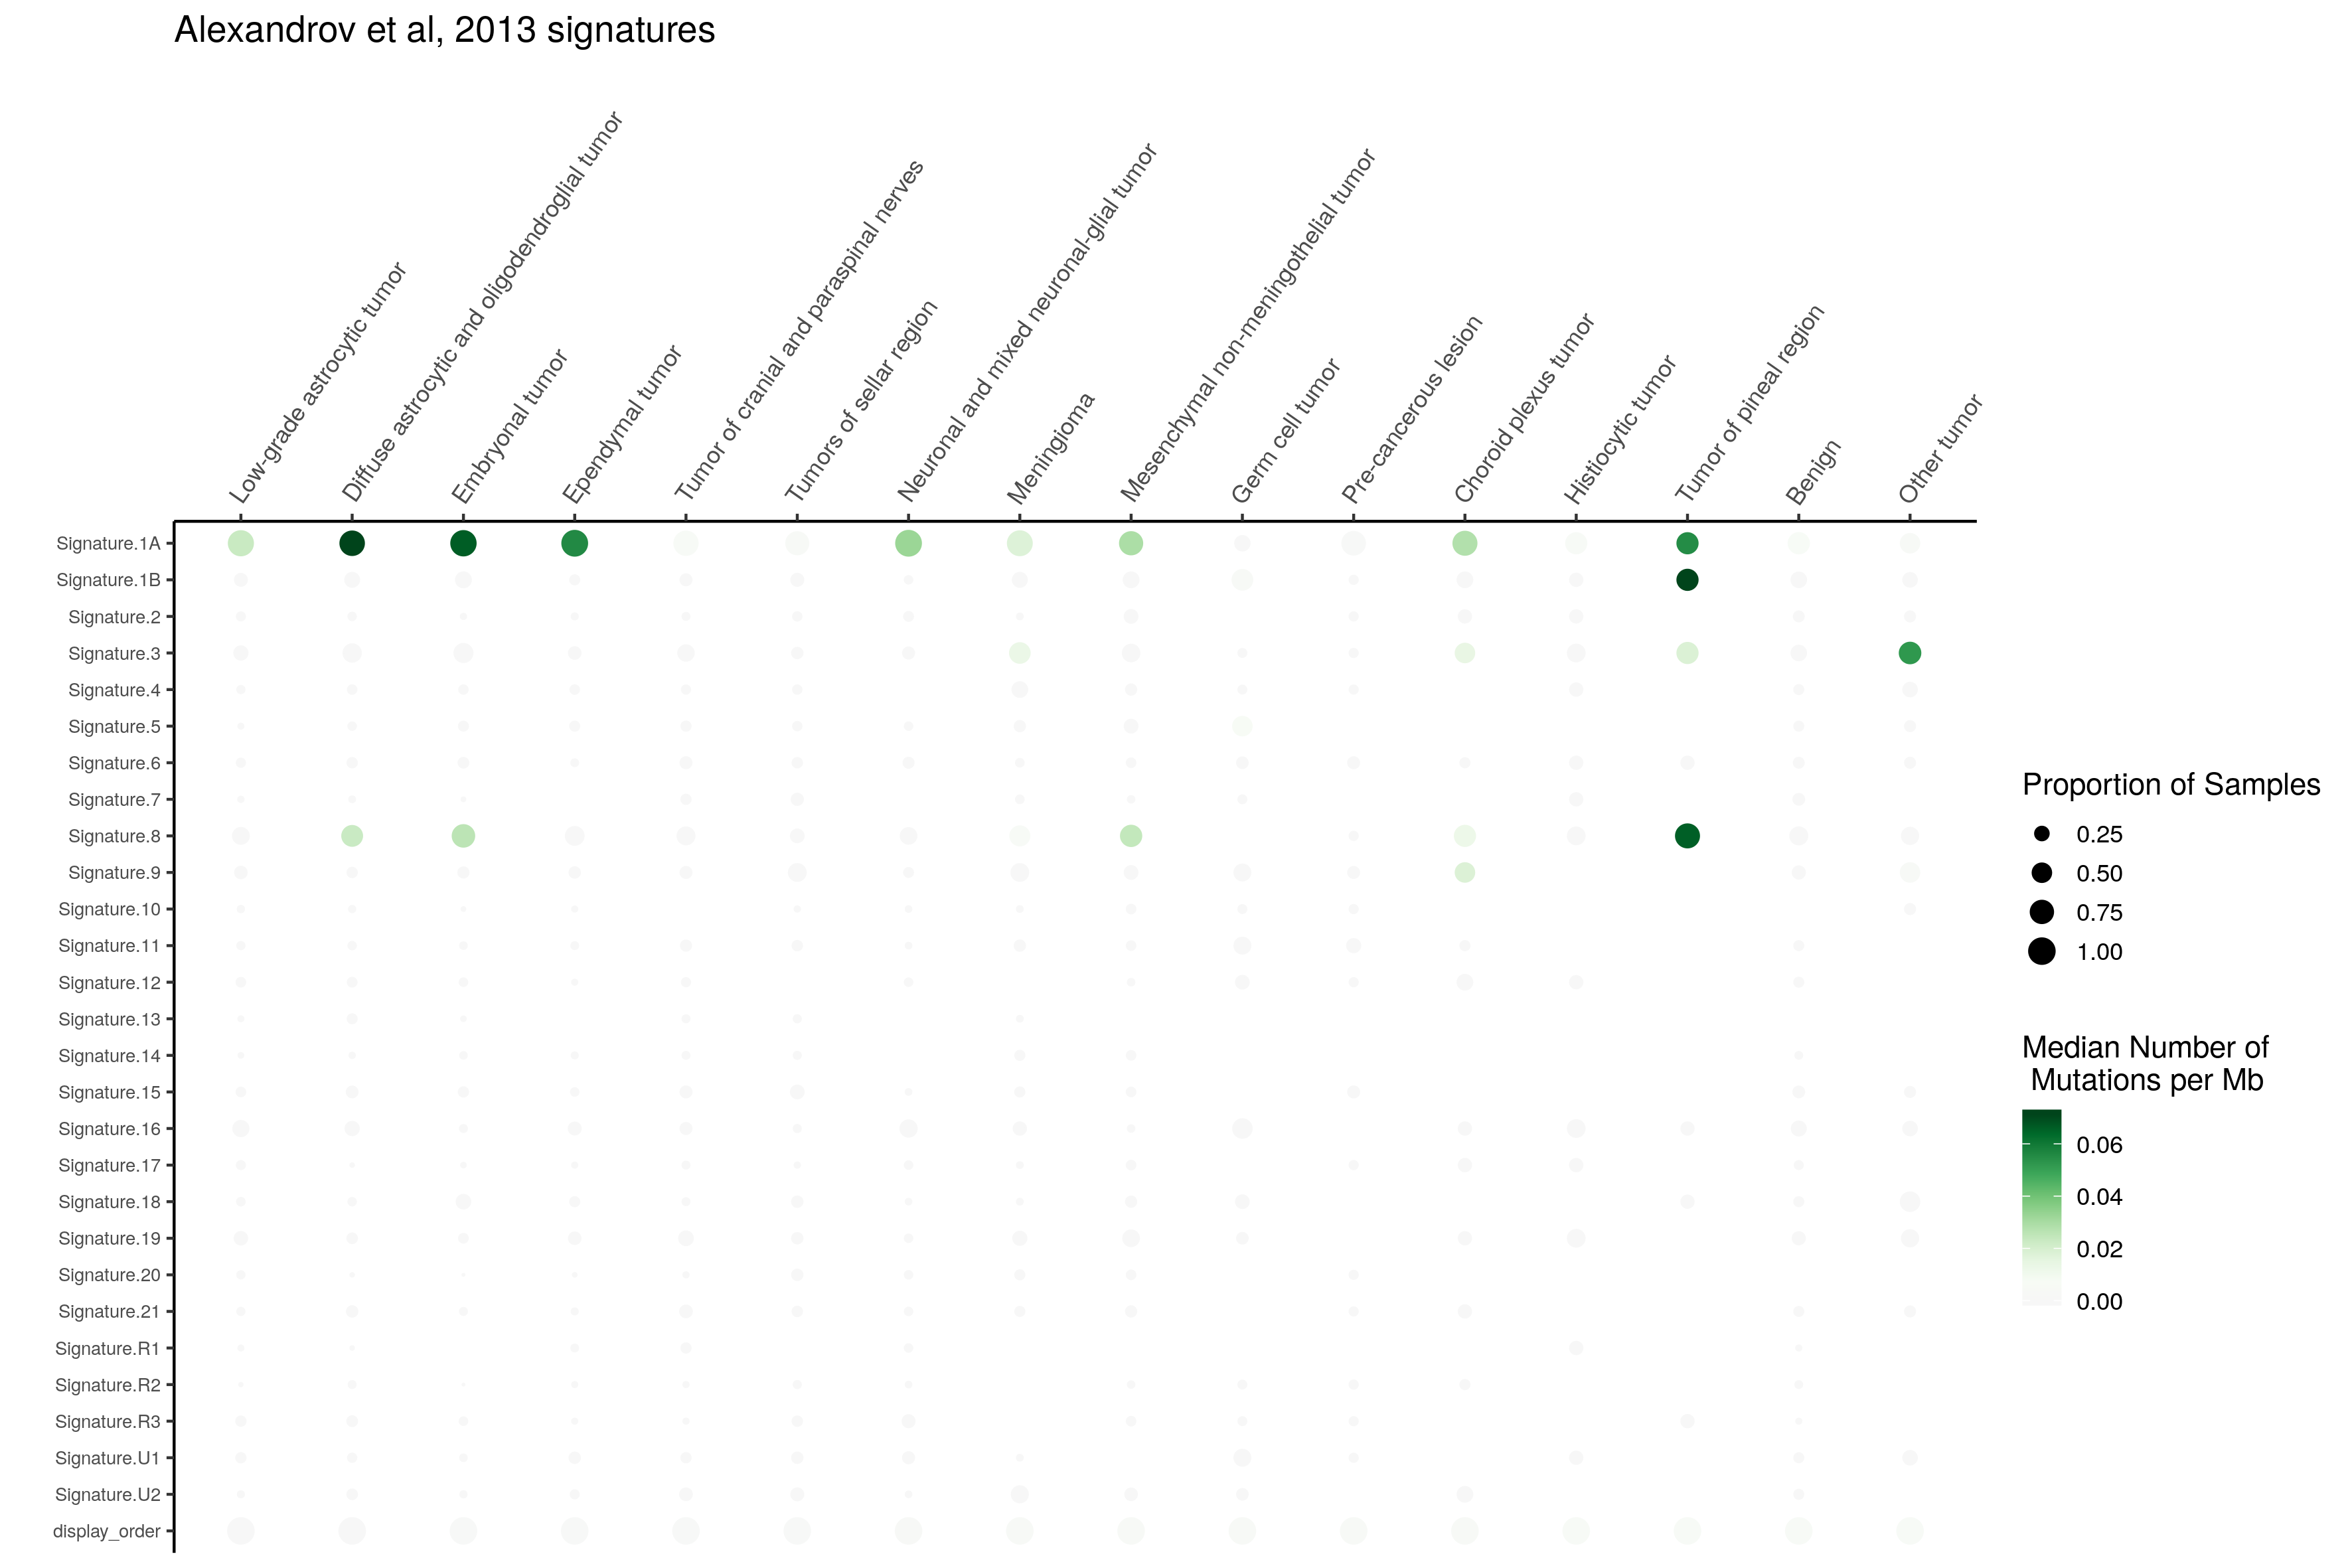 Alexandrov et al, 2013 signatures
Low-grade astrocytic tumor
Diffuse astrocytic and oligodendroglial tumor
Embryonal tumor
Ependymal tumor
Tumor of cranial and paraspinal nerves
Tumors of sellar region
Neuronal and mixed neuronal-glial tumor
Meningioma
Mesenchymal non-meningothelial tumor
Germ cell tumor
Pre-cancerous lesion
Choroid plexus tumor
Histiocytic tumor
Tumor of pineal region
Benign
Other tumor
Signature.1A
Signature.1B
Signature.2
Signature.3
Signature.4
Signature.5
Signature.6
Signature.7
Signature.8
Signature.9
Signature.10
Signature.11
Signature.12
Signature.13
Signature.14
Signature.15
Signature.16
Signature.17
Signature.18
Signature.19
Signature.20
Signature.21
Signature.R1
Signature.R2
Signature.R3
Signature.U1
Signature.U2
display_order
Proportion of Samples
0.25
0.50
0.75
1.00
Median Number of
Mutations per Mb
0.06
0.04
0.02
0.00